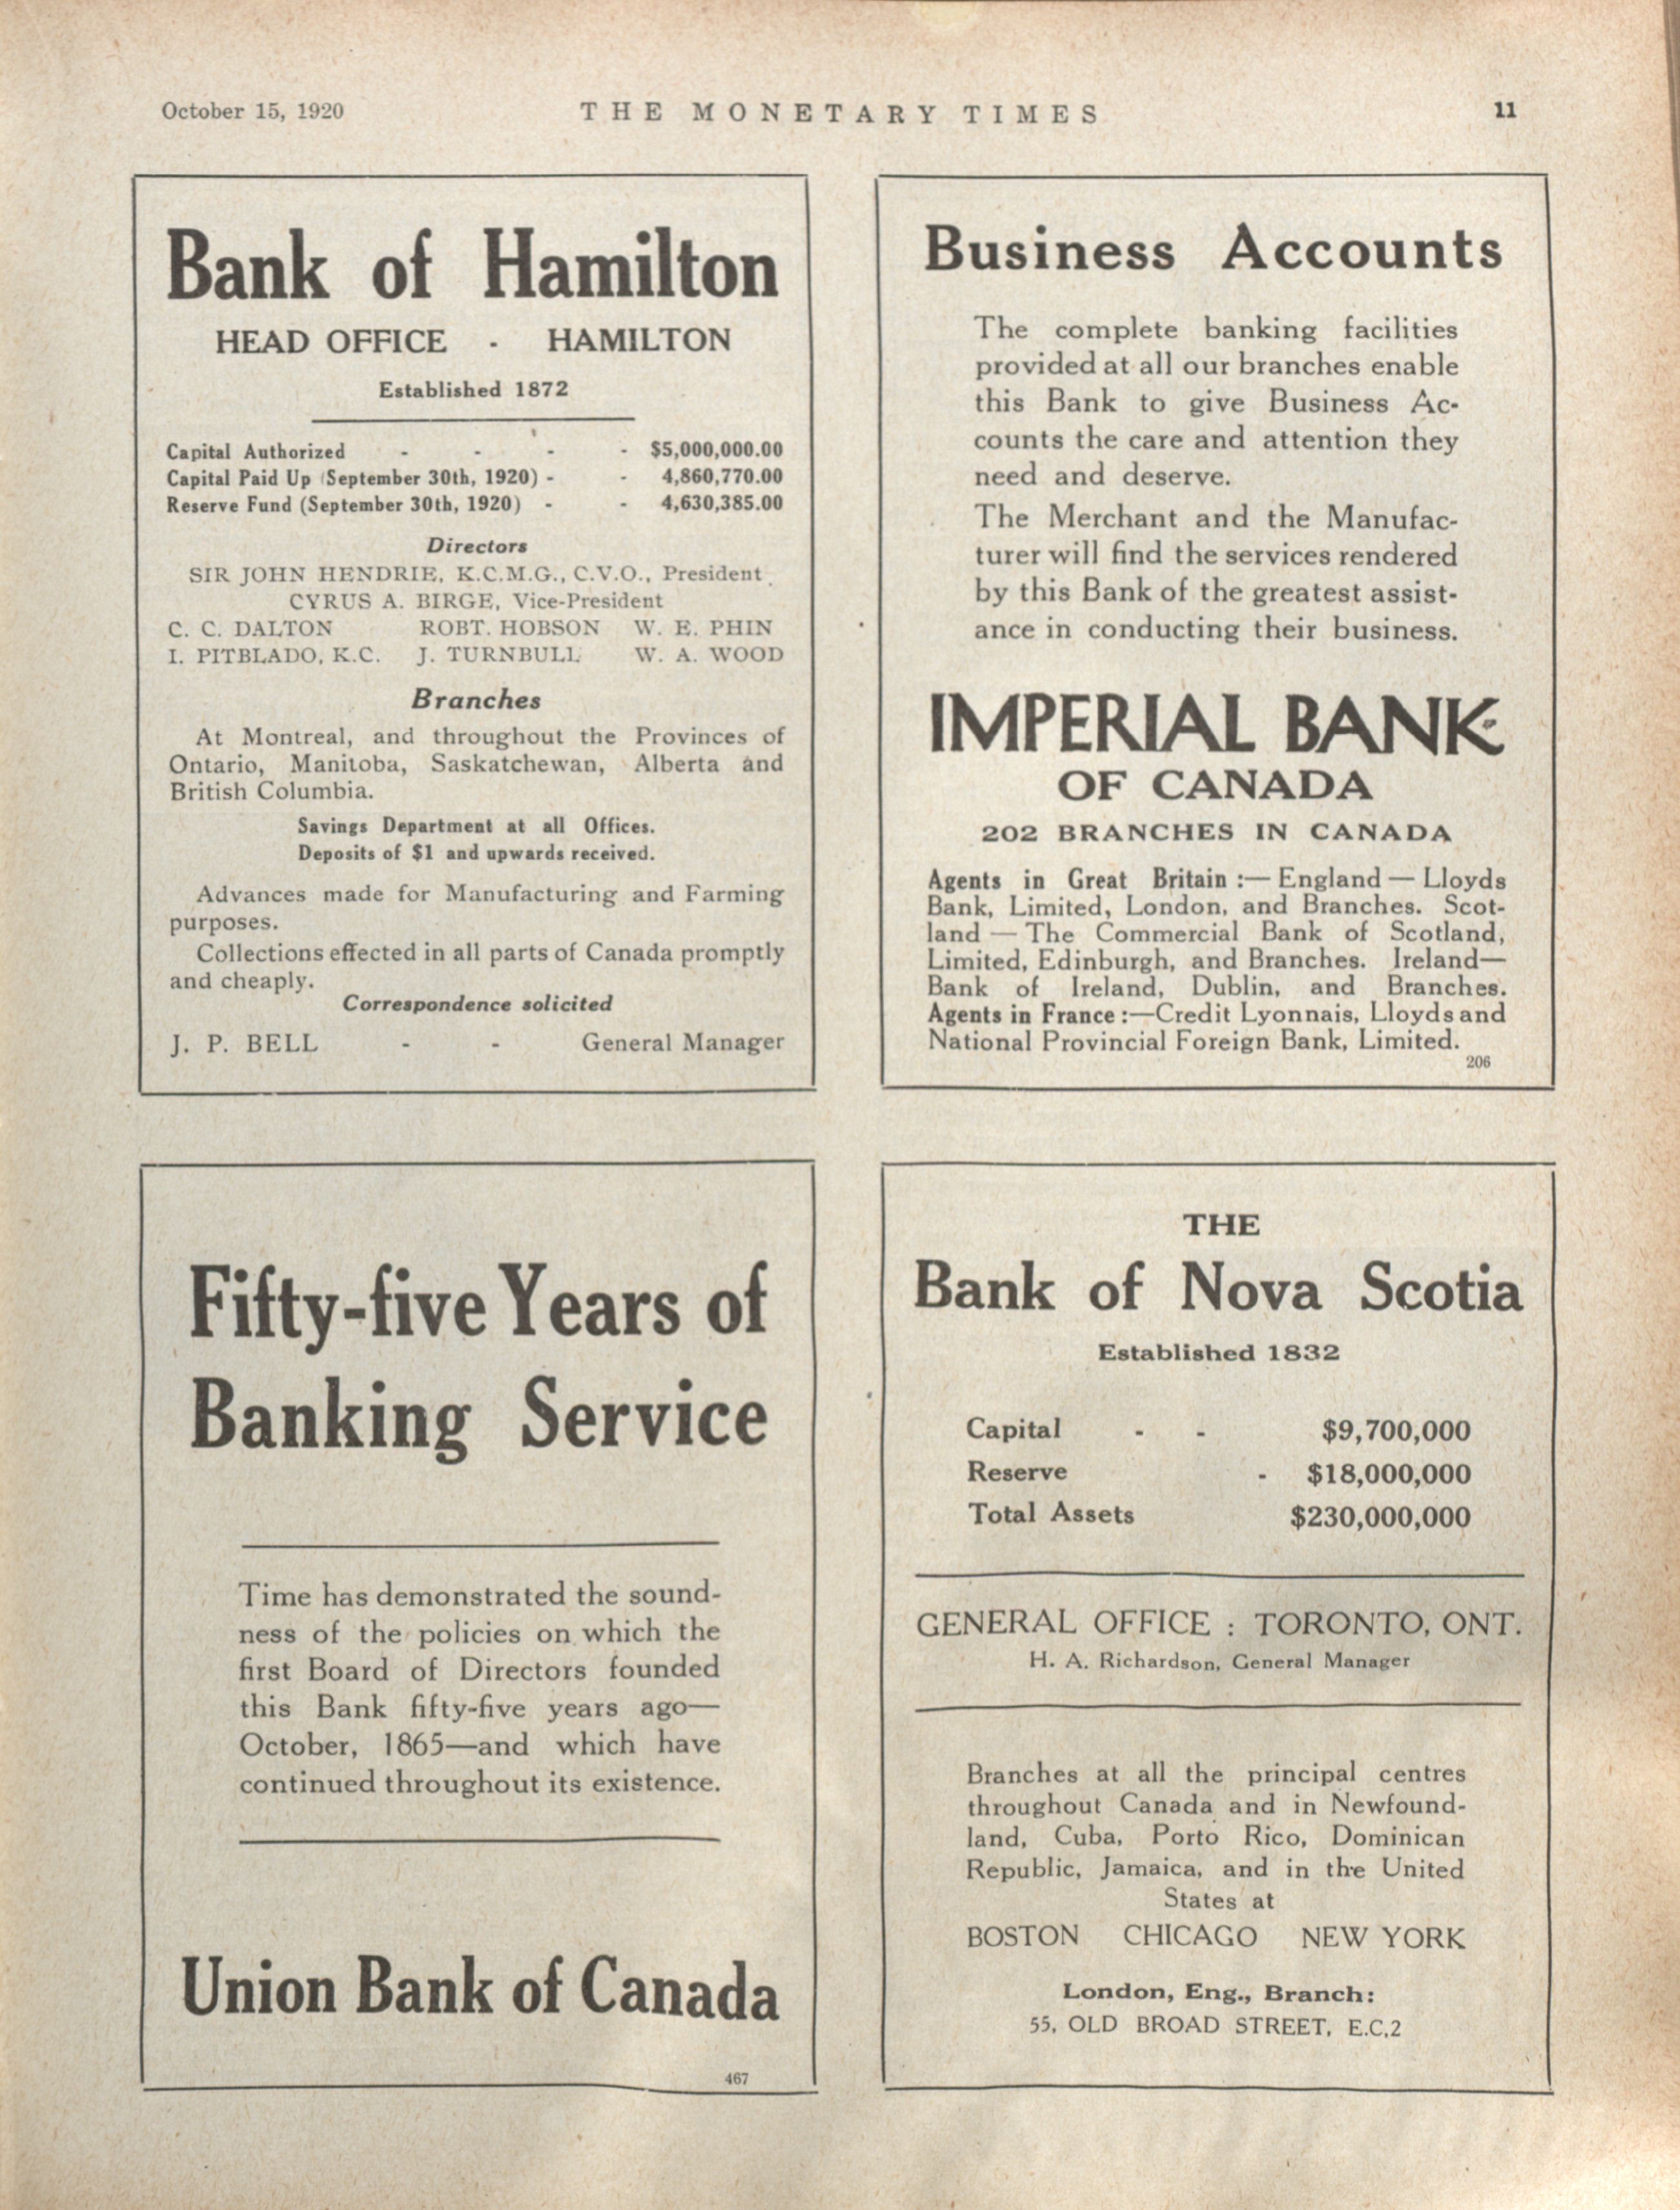 October 15, 1920 THE MONETARY TIMES 11
Bank of Hamilton
HEAD OFFICE - HAMILTON
Established 1872
Capital Authorized - - - - $5,000,000.00
Capital Paid Up (September 30th, 1920) - - 4,860,770.00
Reserve Fund (September 30th, 1920) - - 4,630,385.00
Directors
SIR JOHN HENDRIE, K.C.M.G., C.V.O., President
CYRUS A. BIRGE, Vice-President
C. C. DALTON ROBT. HOBSON W. E. PHIN
I. PITBLADO, K.C. J. TURNBULL W. A. WOOD
Branches
At Montreal, and throughout the Provinces of
Ontario, Manitoba, Saskatchewan, Alberta and
British Columbia.
Savings Department at all Offices.
Deposits of $1 and upwards received.
Advances made for Manufacturing and Farming
purposes.
Collections effected in all parts of Canada promptly
and cheaply.
Correspondence solicited
J. P. BELL - - General Manager
Business Accounts
The complete banking facilities
provided at all our branches enable
this Bank to give Business Ac-
counts the care and attention they
need and deserve.
The Merchant and the Manufac-
turer will find the services rendered
by this Bank of the greatest assist-
ance in conducting their business.
IMPERIAL BANK
OF CANADA
202 BRANCHES IN CANADA
Agents in Great Britain :— England — Lloyds
Bank, Limited, London, and Branches. Scot-
land — The Commercial Bank of Scotland,
Limited, Edinburgh, and Branches. Ireland—
Bank of Ireland, Dublin, and Branches.
Agents in France :—Credit Lyonnais, Lloyds and
National Provincial Foreign Bank, Limited.
206
Fifty-five Years of
Banking Service
Time has demonstrated the sound-
ness of the policies on which the
first Board of Directors founded
this Bank fifty-five years ago—
October, 1865—and which have
continued throughout its existence.
Union Bank of Canada
467
THE
Bank of Nova Scotia
Established 1832
Capital - - $9,700,000
Reserve - $18,000,000
Total Assets $230,000,000
GENERAL OFFICE : TORONTO, ONT.
H. A. Richardson, General Manager
Branches at all the principal centres
throughout Canada and in Newfound-
land, Cuba, Porto Rico, Dominican
Republic, Jamaica, and in the United
States at
BOSTON CHICAGO NEW YORK
London, Eng., Branch:
55, OLD BROAD STREET, E.C.2